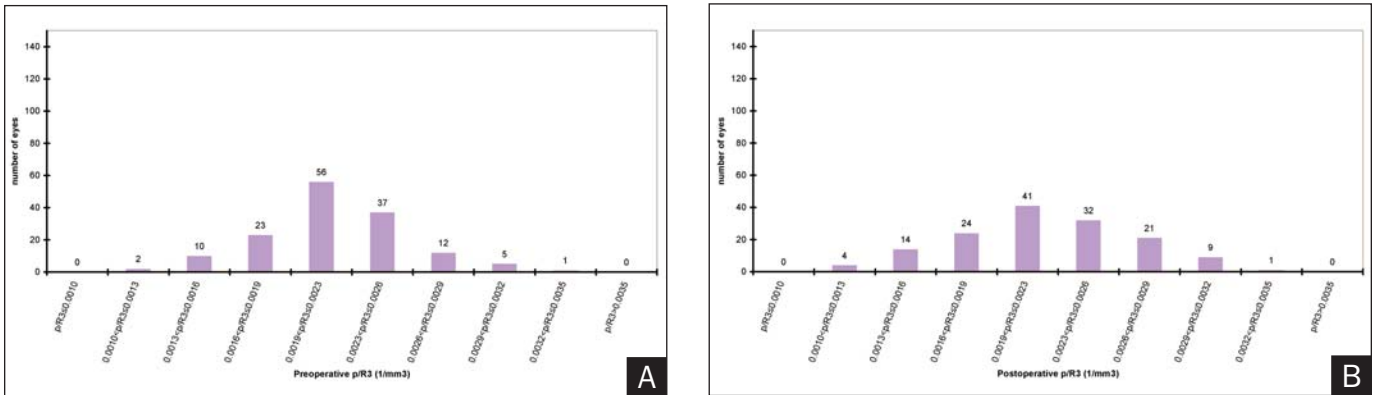 number of eyes
140
120
100
80
60
40
20
0
0
2
10
23
56
37
12
5
1
0
p/R3≤0.0010
0.0010<p/R3≤0.0013
0.0013<p/R3≤0.0016
0.0016<p/R3≤0.0019
0.0019<p/R3≤0.0023
0.0023<p/R3≤0.0026
0.0026<p/R3≤0.0029
0.0029<p/R3≤0.0032
0.0032<p/R3≤0.0035
p/R3>0.0035
Preoperative p/R3 (1/mm3)
A
number of eyes
140
120
100
80
60
40
20
0
0
4
14
24
41
32
21
9
1
0
p/R3≤0.0010
0.0010<p/R3≤0.0013
0.0013<p/R3≤0.0016
0.0016<p/R3≤0.0019
0.0019<p/R3≤0.0023
0.0023<p/R3≤0.0026
0.0026<p/R3≤0.0029
0.0029<p/R3≤0.0032
0.0032<p/R3≤0.0035
p/R3>0.0035
Postoperative p/R3 (1/mm3)
B